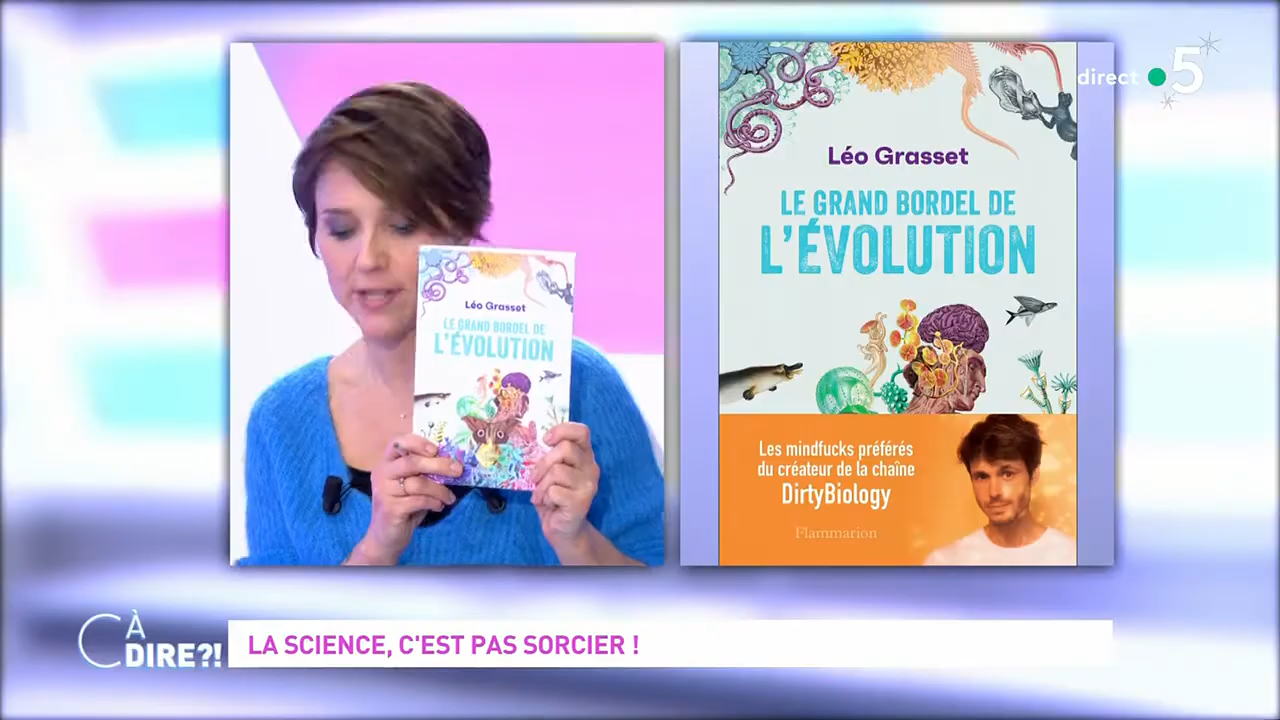 direct 5
Léo Grasset
LE GRAND BORDEL DE
L'ÉVOLUTION
Léo Grasset
LE GRAND BORDEL DE
L'ÉVOLUTION
Les mindfucks préférés
du créateur de la chaîne
DirtyBiology
Flammarion
C À
DIRE?!
LA SCIENCE, C'EST PAS SORCIER !